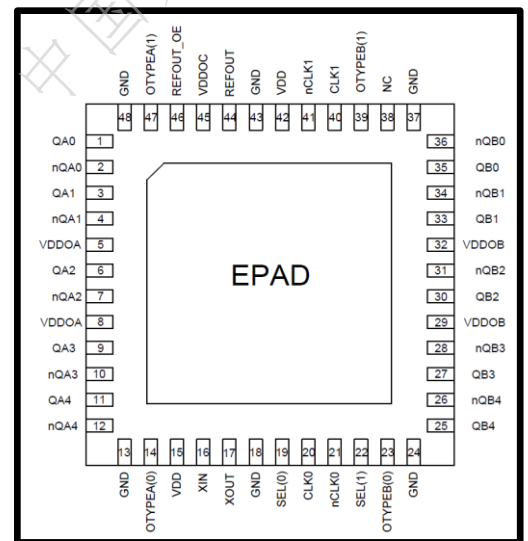 中国
GND
OTYPEA(1)
REFOUT_OE
VDDOC
REFOUT
GND
VDD
nCLK1
CLK1
OTYPEB(1)
NC
GND
48 47 46 45 44 43 42 41 40 39 38 37
QA0 1 36 nQB0
nQA0 2 35 QB0
QA1 3 34 nQB1
nQA1 4 33 QB1
VDDOA 5 32 VDDOB
QA2 6 31 nQB2
EPAD
nQA2 7 30 QB2
VDDOA 8 29 VDDOB
QA3 9 28 nQB3
nQA3 10 27 QB3
QA4 11 26 nQB4
nQA4 12 25 QB4
13 14 15 16 17 18 19 20 21 22 23 24
GND
OTYPEA(0)
VDD
XIN
XOUT
GND
SEL(0)
CLK0
nCLK0
SEL(1)
OTYPEB(0)
GND